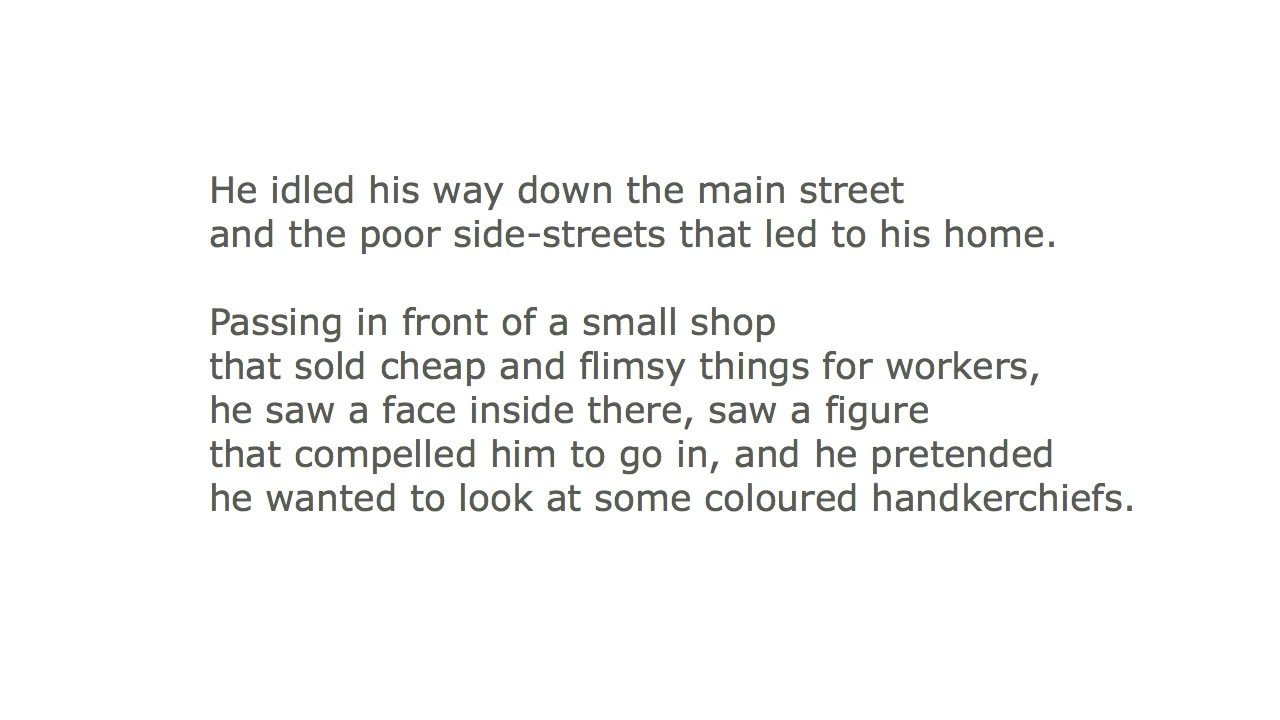 He idled his way down the main street
and the poor side-streets that led to his home.
Passing in front of a small shop
that sold cheap and flimsy things for workers,
he saw a face inside there, saw a figure
that compelled him to go in, and he pretended
he wanted to look at some coloured handkerchiefs.